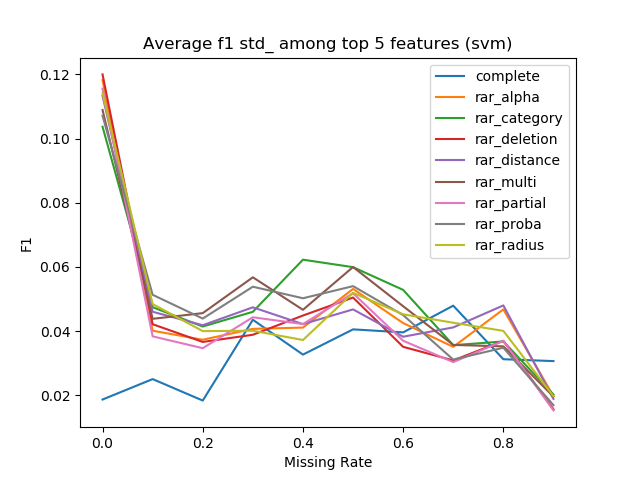 Average f1 std_ among top 5 features (svm)
0.12
0.10
0.08
0.06
0.04
0.02
F1
complete
rar_alpha
rar_category
rar_deletion
rar_distance
rar_multi
rar_partial
rar_proba
rar_radius
0.0 0.2 0.4 0.6 0.8
Missing Rate